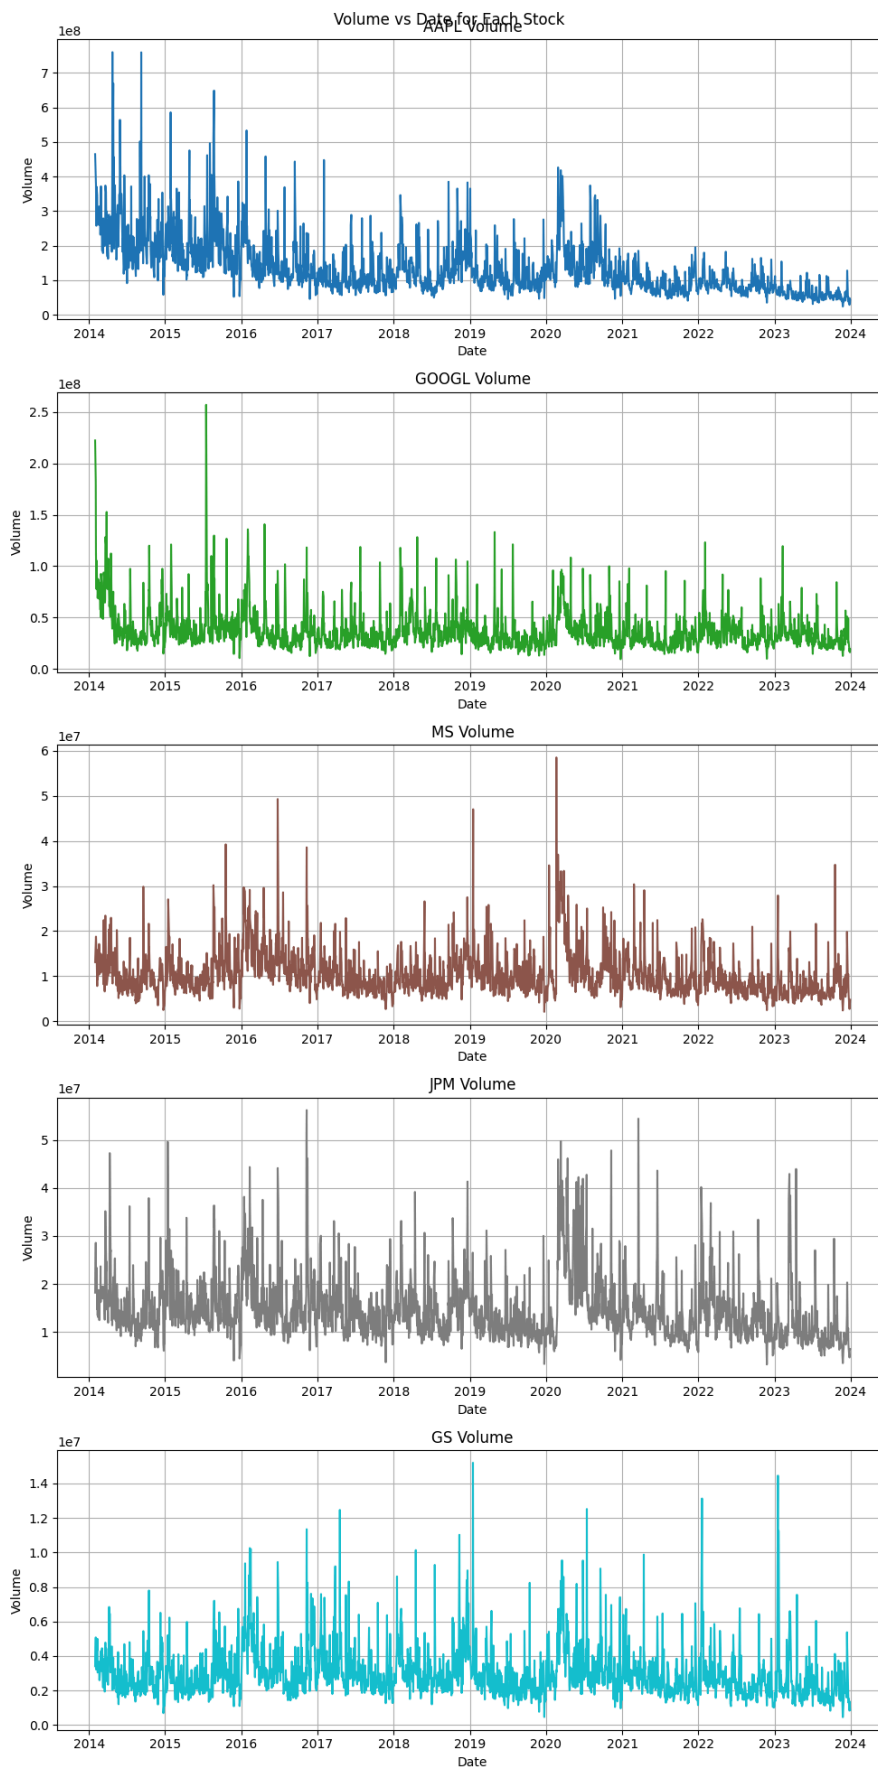 Volume vs Date for Each Stock
AAPL Volume
1e8
7
6
5
4
3
2
1
0
Volume
2014 2015 2016 2017 2018 2019 2020 2021 2022 2023 2024
Date
GOOGL Volume
1e8
2.5
2.0
1.5
1.0
0.5
0.0
Volume
2014 2015 2016 2017 2018 2019 2020 2021 2022 2023 2024
Date
MS Volume
1e7
6
5
4
3
2
1
0
Volume
2014 2015 2016 2017 2018 2019 2020 2021 2022 2023 2024
Date
JPM Volume
1e7
5
4
3
2
1
Volume
2014 2015 2016 2017 2018 2019 2020 2021 2022 2023 2024
Date
GS Volume
1e7
1.4
1.2
1.0
0.8
0.6
0.4
0.2
0.0
Volume
2014 2015 2016 2017 2018 2019 2020 2021 2022 2023 2024
Date